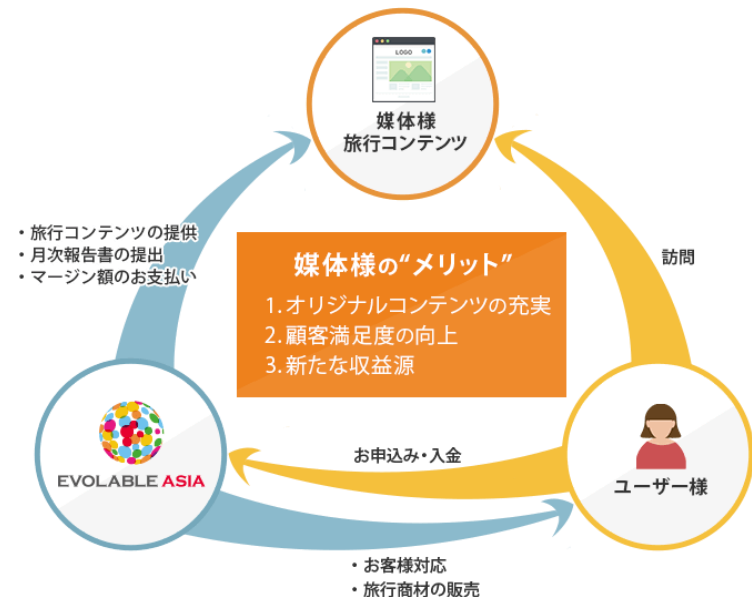 LOGO
媒体様
旅行コンテンツ
・旅行コンテンツの提供
・月次報告書の提出
・マージン額のお支払い
訪問
媒体様の“メリット”
1.オリジナルコンテンツの充実
2.顧客満足度の向上
3.新たな収益源
EVOLABLE ASIA
お申込み・入金
ユーザー様
・お客様対応
・旅行商材の販売